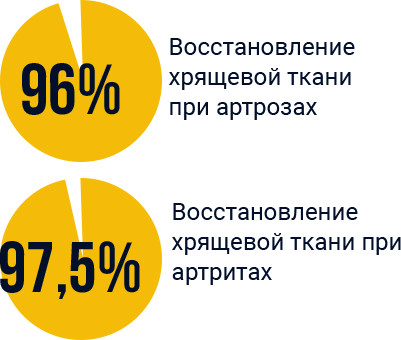 96%
Восстановление
хрящевой ткани
при артрозах
97,5%
Восстановление
хрящевой ткани при
артритах